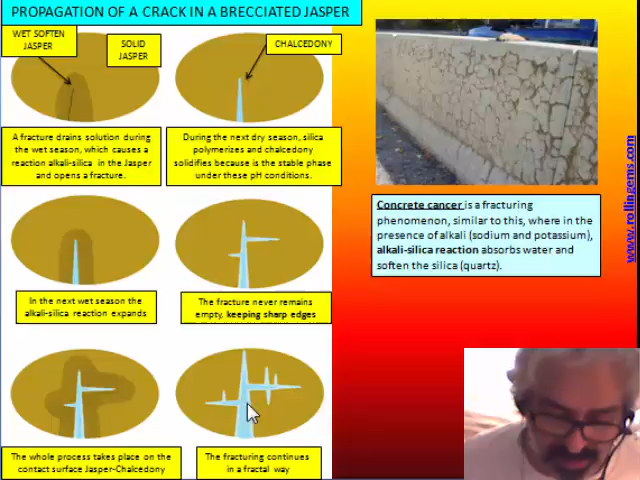 PROPAGATION OF A CRACK IN A BRECCIATED JASPER
WET SOFTEN
JASPER
SOLID
JASPER
CHALCEDONY
A fracture drains solution during
the wet season, which causes a
reaction alkali-silica in the Jasper
and opens a fracture.
During the next dry season, silica
polymerizes and chalcedony
solidifies because is the stable phase
under these pH conditions.
In the next wet season the
alkali-silica reaction expands
The fracture never remains
empty, keeping sharp edges
The whole process takes place on the
contact surface Jasper-Chalcedony
The fracturing continues
in a fractal way
Concrete cancer is a fracturing
phenomenon, similar to this, where in the
presence of alkali (sodium and potassium),
alkali-silica reaction absorbs water and
soften the silica (quartz).
www.rollingems.com